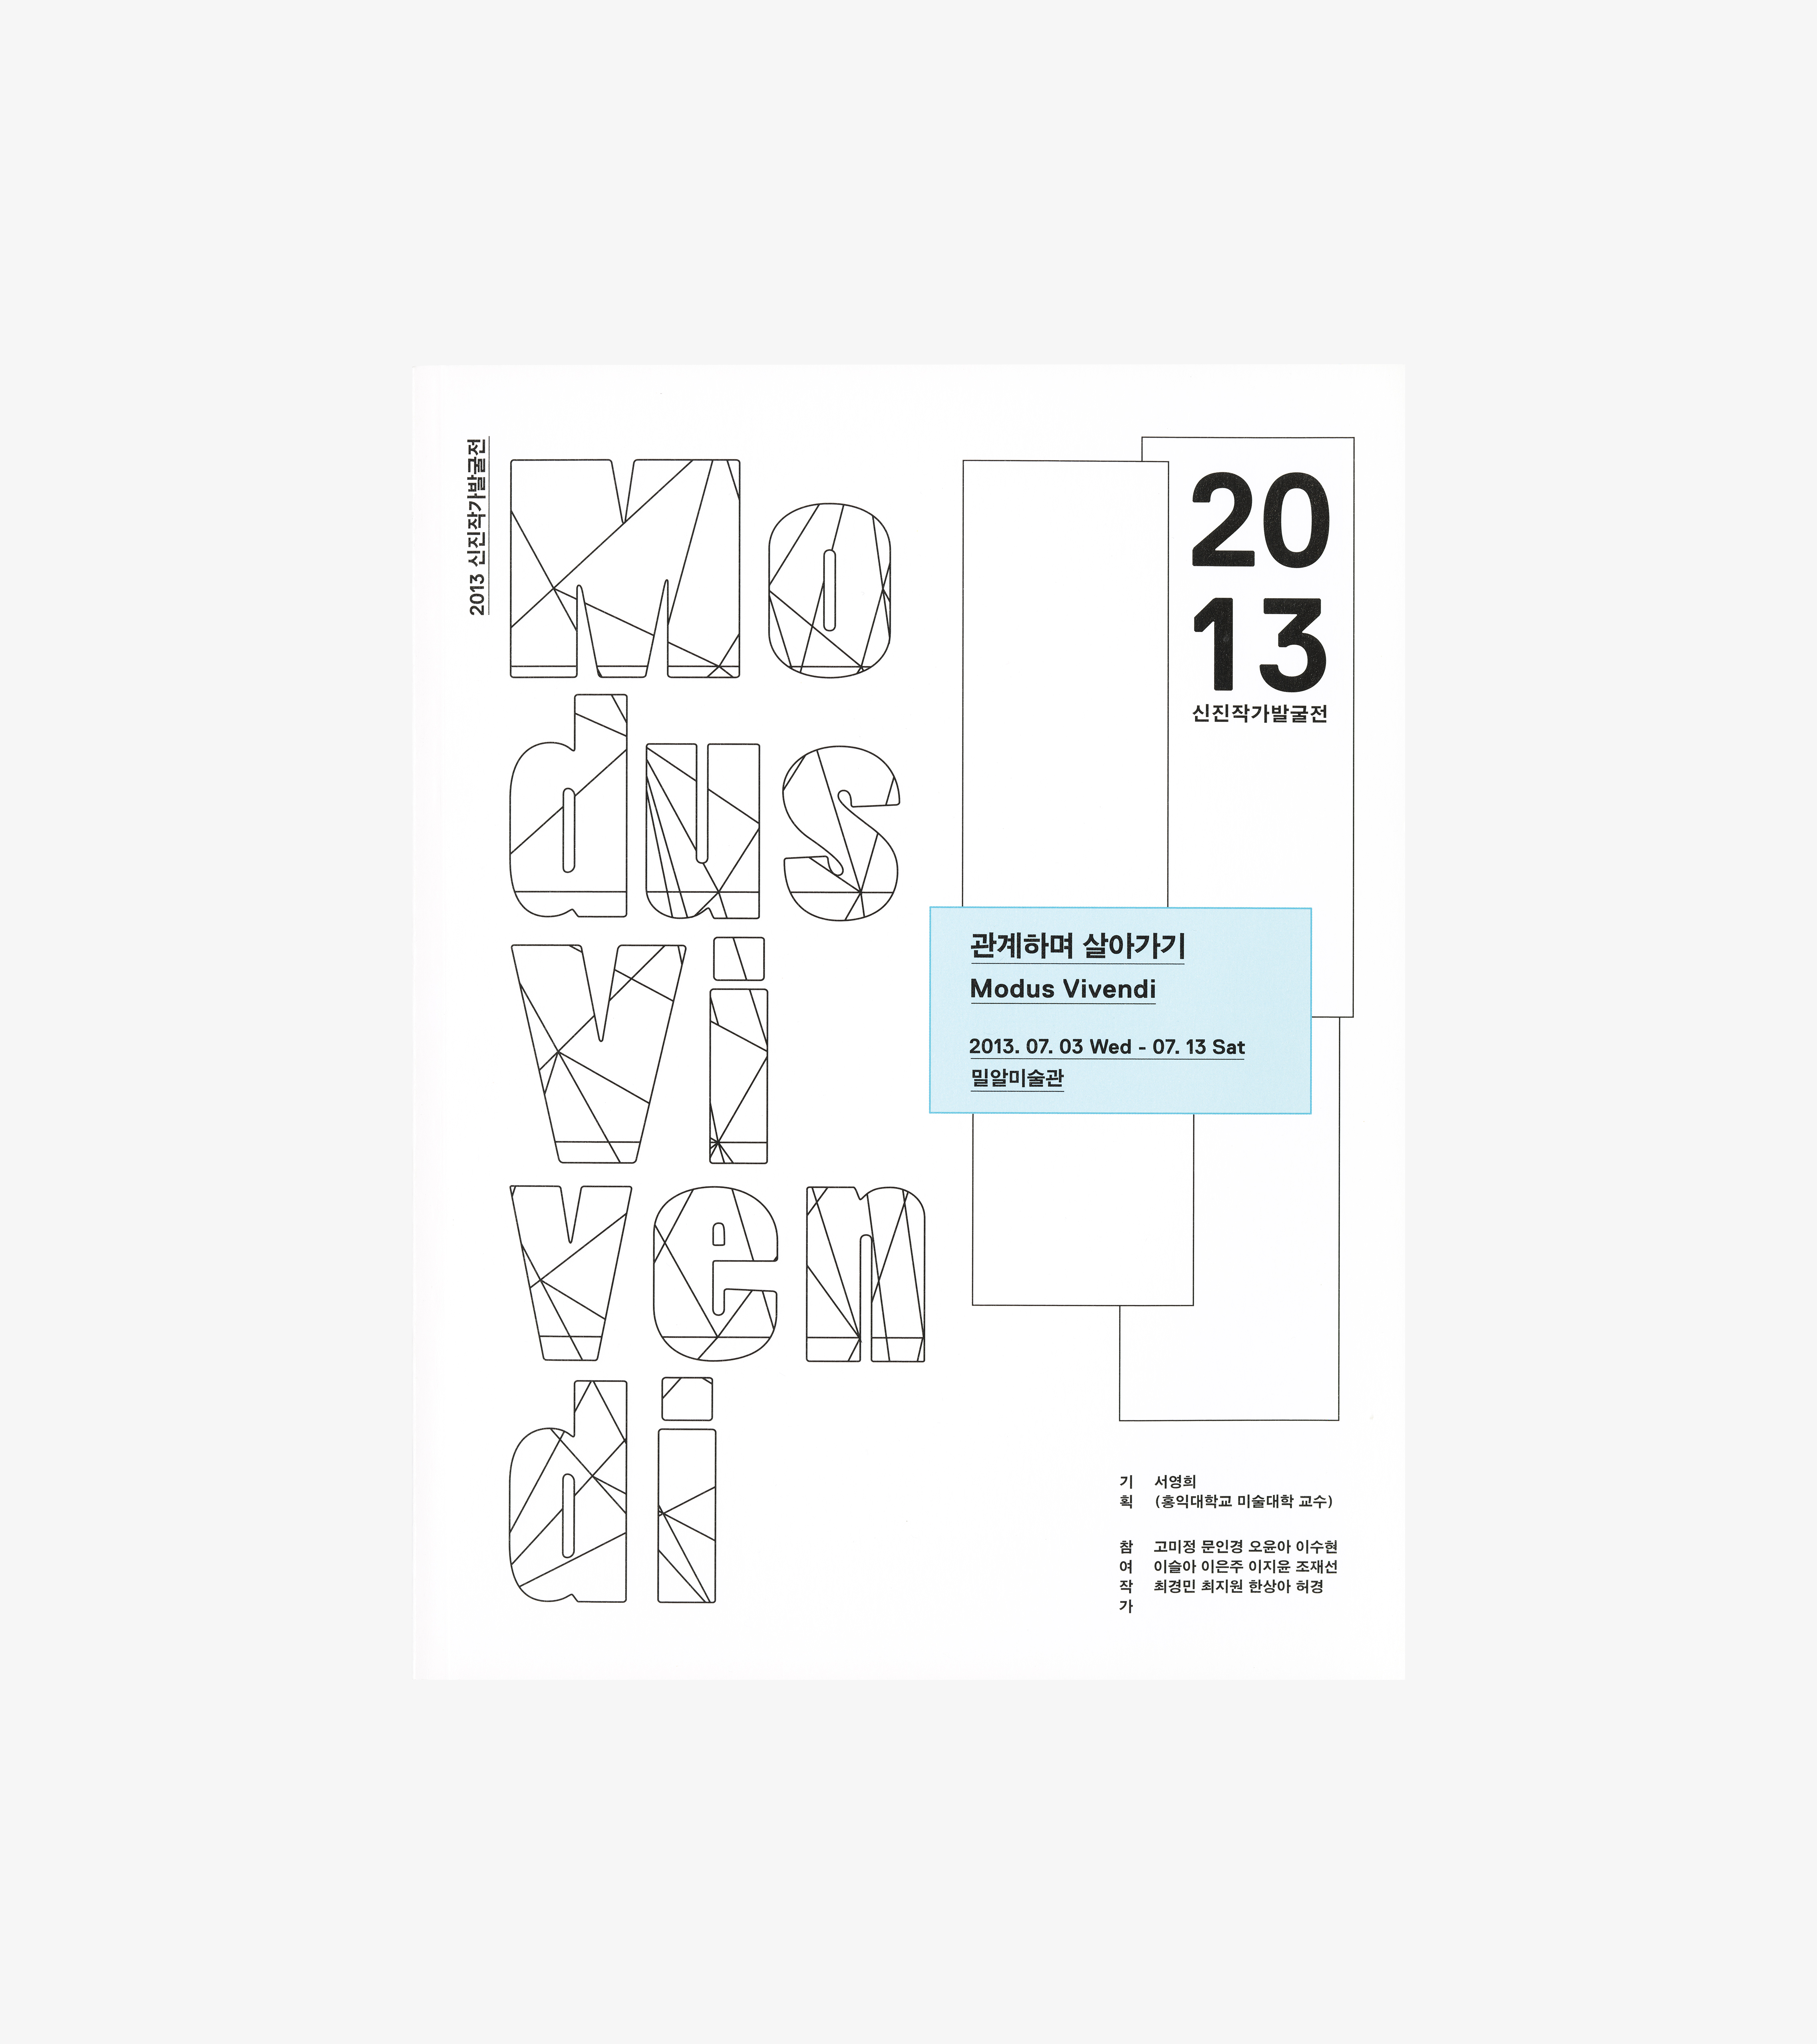 2013 신진작가발굴전
Mo
dus
Vi
ven
di
20
13
신진작가발굴전
관계하며 살아가기
Modus Vivendi
2013. 07. 03 Wed - 07. 13 Sat
밀알미술관
기획 서영희
(홍익대학교 미술대학 교수)
참여작가 고미정 문인경 오윤아 이수현
이슬아 이은주 이지윤 조재선
최경민 최지원 한상아 허경